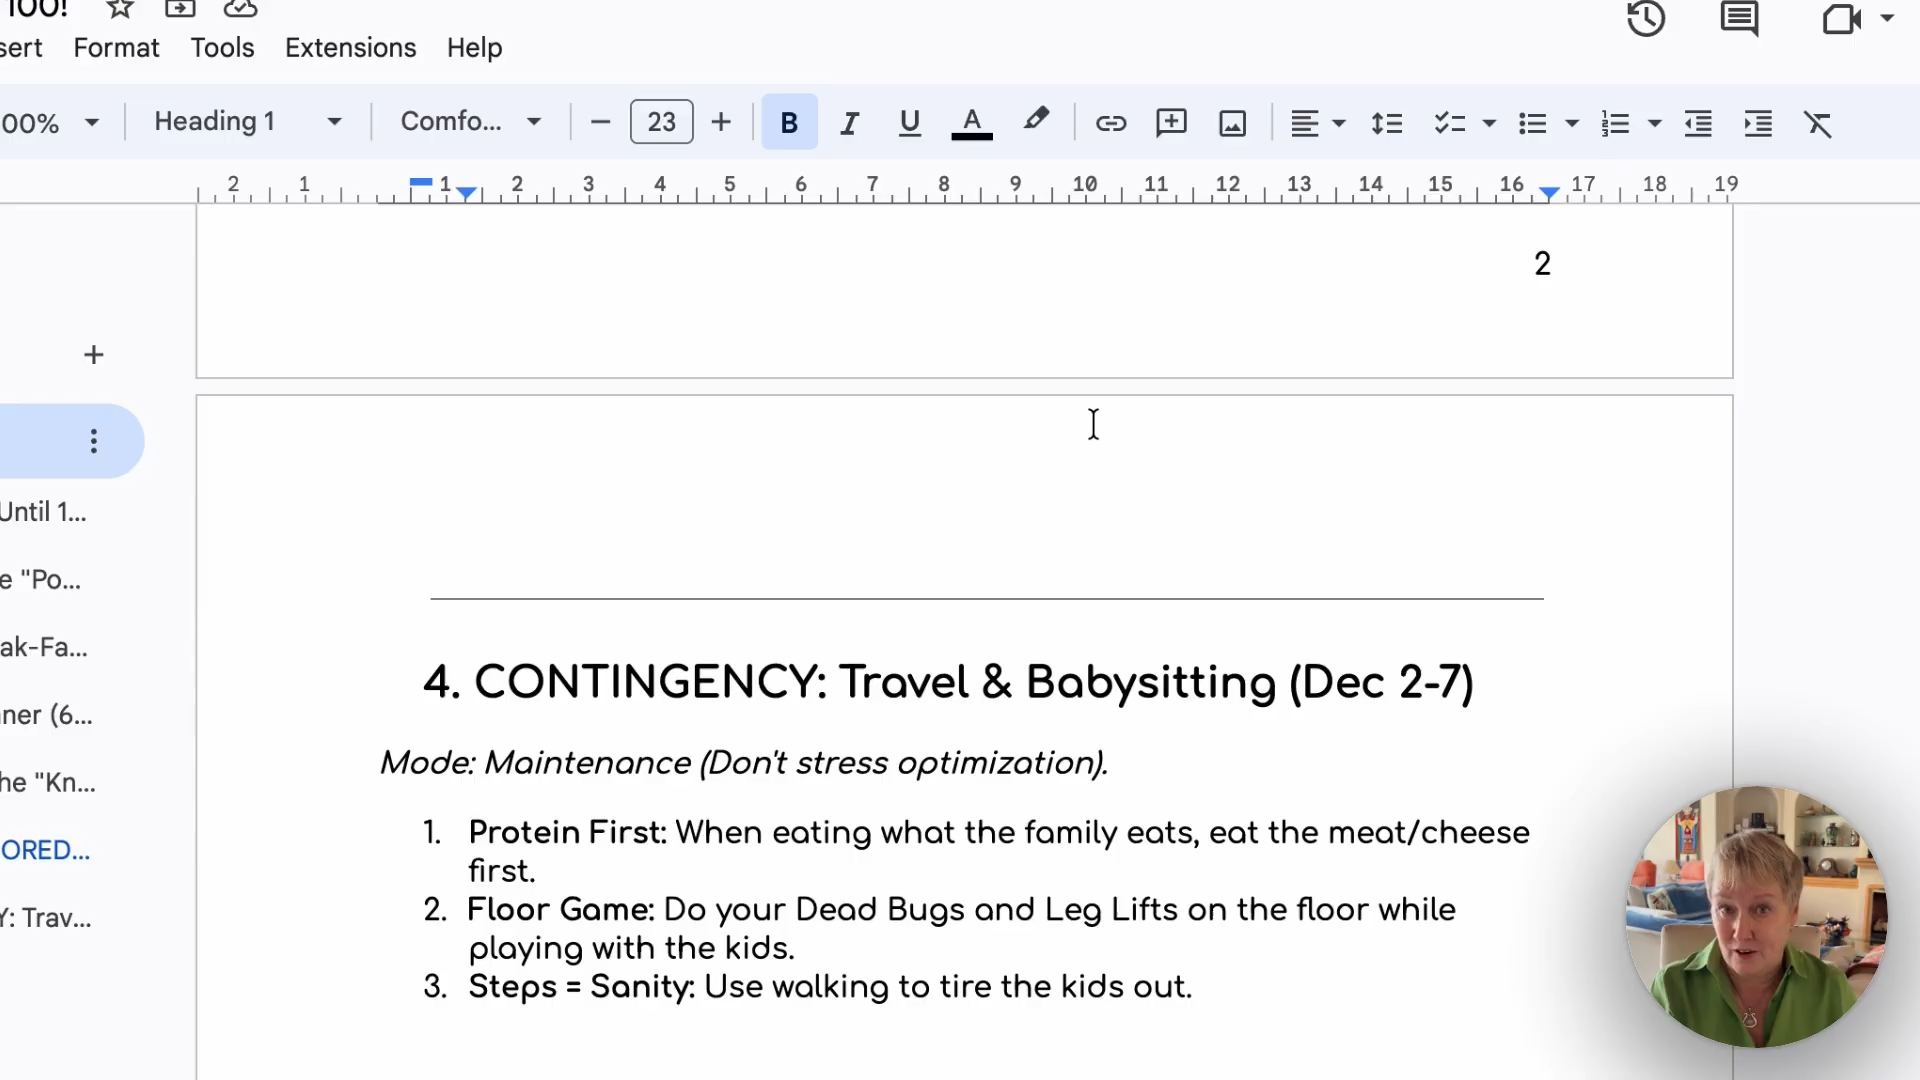 100!
sert Format Tools Extensions Help
00% Heading 1 Comfo... 23 B I U A
2 1 1 2 3 4 5 6 7 8 9 10 11 12 13 14 15 16 17 18 19
2
Until 1...
e "Po...
ak-Fa...
ner (6...
he "Kn...
ORED...
Y: Trav...
4. CONTINGENCY: Travel & Babysitting (Dec 2-7)
Mode: Maintenance (Don't stress optimization).
1. Protein First: When eating what the family eats, eat the meat/cheese
first.
2. Floor Game: Do your Dead Bugs and Leg Lifts on the floor while
playing with the kids.
3. Steps = Sanity: Use walking to tire the kids out.